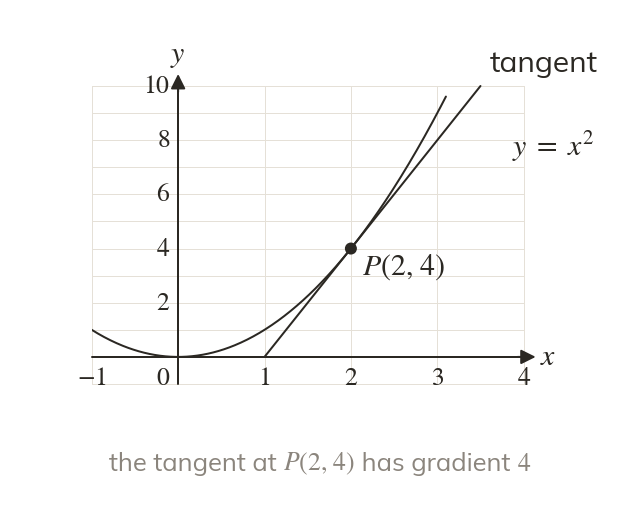 y
tangent
10
8
y = x²
6
4
P(2, 4)
2
x
−1 0 1 2 3 4
the tangent at P(2, 4) has gradient 4